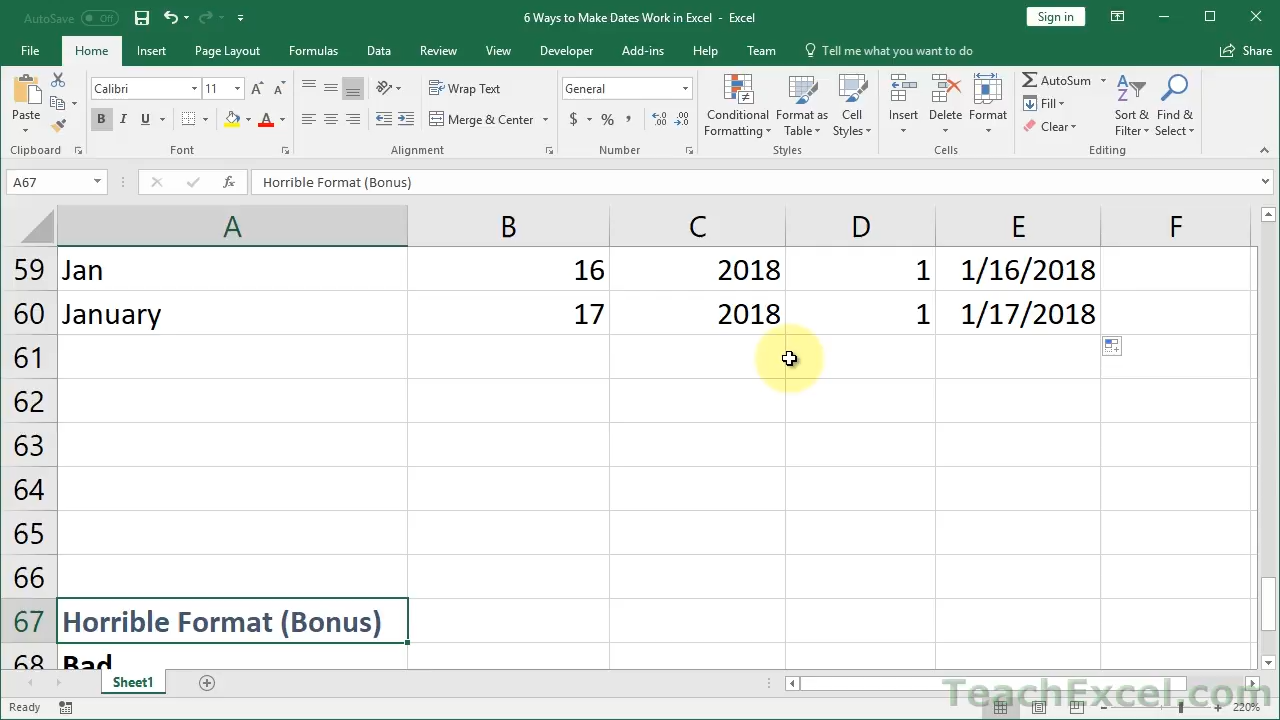 AutoSave Off
6 Ways to Make Dates Work in Excel - Excel
Sign in
File Home Insert Page Layout Formulas Data Review View Developer Add-ins Help Team Tell me what you want to do Share
Paste
Clipboard
Calibri 11
B I U
Font
Wrap Text
Merge & Center
Alignment
General
$ % ,
Number
Conditional Formatting
Format as Table
Cell Styles
Styles
Insert Delete Format
Cells
AutoSum
Fill
Clear
Sort & Filter
Find & Select
Editing
A67 fx Horrible Format (Bonus)
A B C D E F
59 Jan 16 2018 1 1/16/2018
60 January 17 2018 1 1/17/2018
61
62
63
64
65
66
67 Horrible Format (Bonus)
68 Bad
Sheet1
TeachExcel.com
Ready 220%